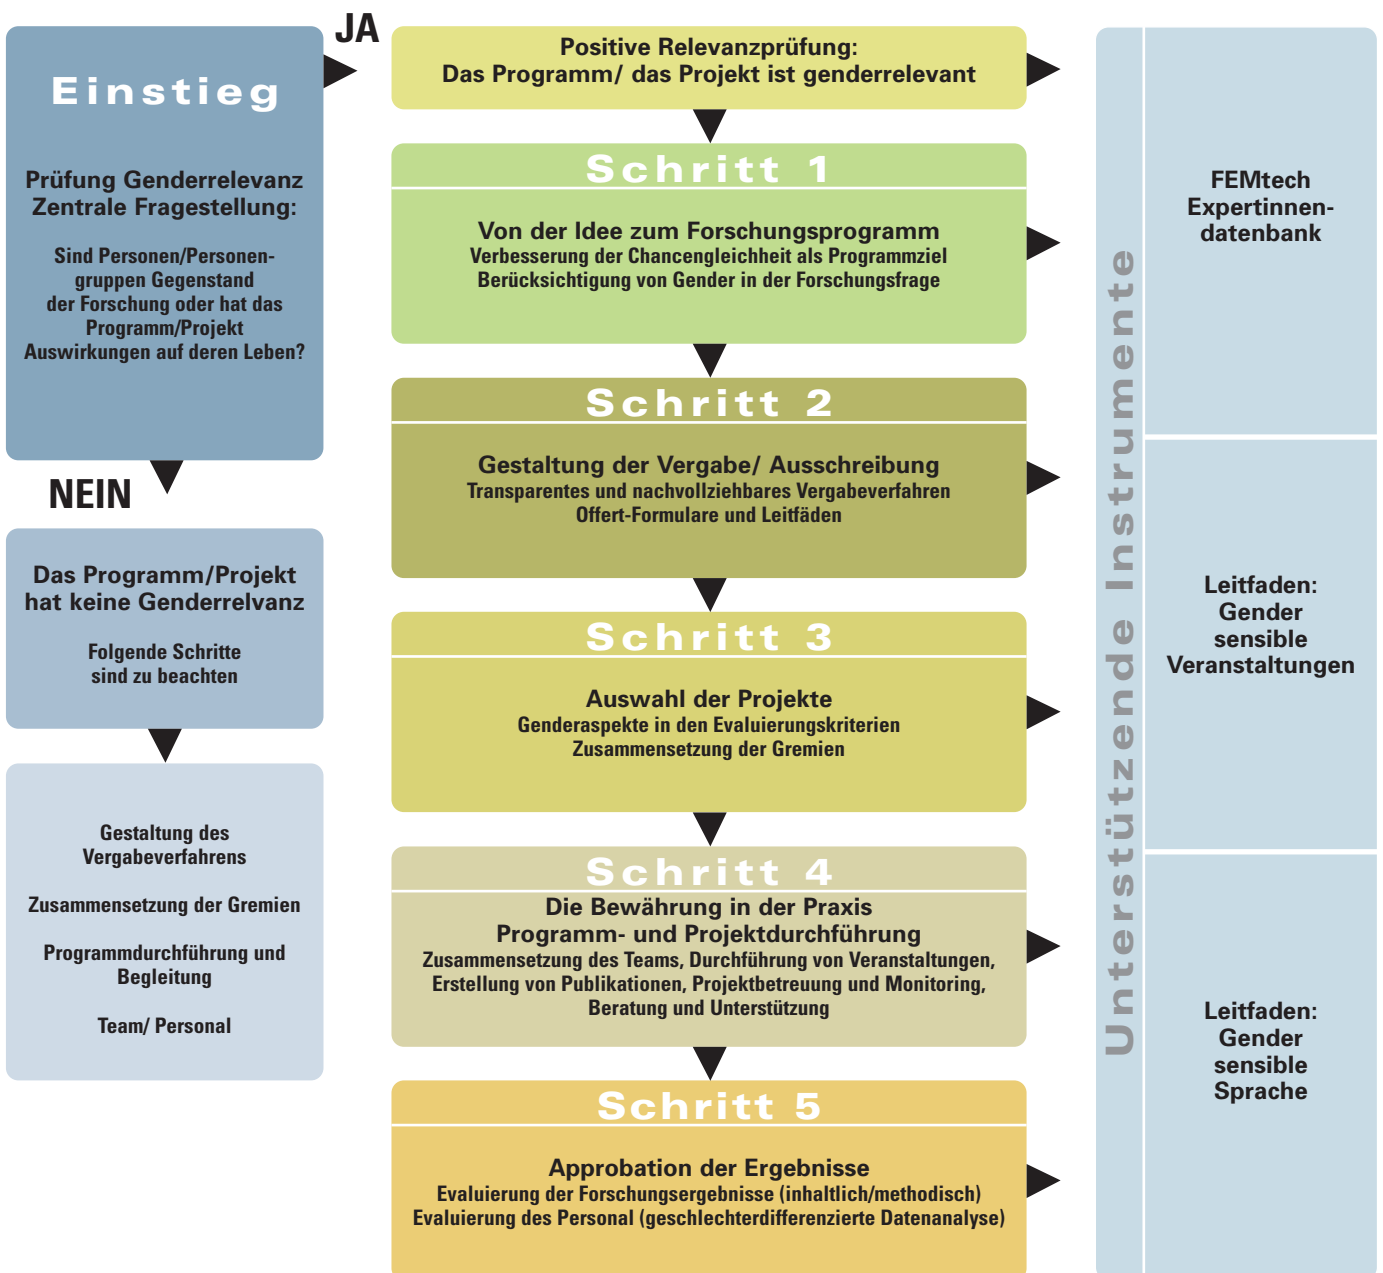 Einstieg
Prüfung Genderrelevanz
Zentrale Fragestellung:
Sind Personen/Personen-
gruppen Gegenstand
der Forschung oder hat das
Programm/Projekt
Auswirkungen auf deren Leben?
JA
NEIN
Das Programm/Projekt
hat keine Genderrelvanz
Folgende Schritte
sind zu beachten
Gestaltung des
Vergabeverfahrens
Zusammensetzung der Gremien
Programmdurchführung und
Begleitung
Team/ Personal
Positive Relevanzprüfung:
Das Programm/ das Projekt ist genderrelevant
Schritt 1
Von der Idee zum Forschungsprogramm
Verbesserung der Chancengleichheit als Programmziel
Berücksichtigung von Gender in der Forschungsfrage
Schritt 2
Gestaltung der Vergabe/ Ausschreibung
Transparentes und nachvollziehbares Vergabeverfahren
Offert-Formulare und Leitfäden
Schritt 3
Auswahl der Projekte
Genderaspekte in den Evaluierungskriterien
Zusammensetzung der Gremien
Schritt 4
Die Bewährung in der Praxis
Programm- und Projektdurchführung
Zusammensetzung des Teams, Durchführung von Veranstaltungen,
Erstellung von Publikationen, Projektbetreuung und Monitoring,
Beratung und Unterstützung
Schritt 5
Approbation der Ergebnisse
Evaluierung der Forschungsergebnisse (inhaltlich/methodisch)
Evaluierung des Personal (geschlechterdifferenzierte Datenanalyse)
Unterstützende Instrumente
FEMtech
Expertinnen-
datenbank
Leitfaden:
Gender
sensible
Veranstaltungen
Leitfaden:
Gender
sensible
Sprache